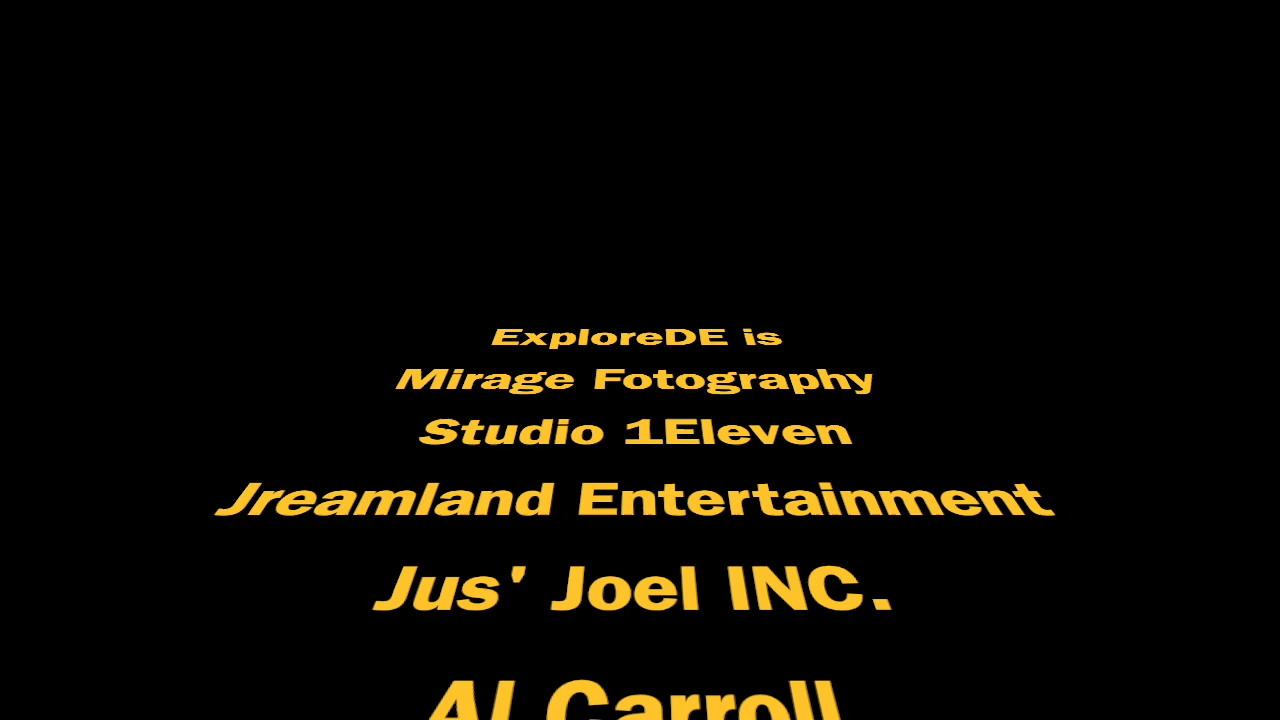 ExploreDE is
Mirage Fotography
Studio 1Eleven
Jreamland Entertainment
Jus' Joel INC.
Al Carroll